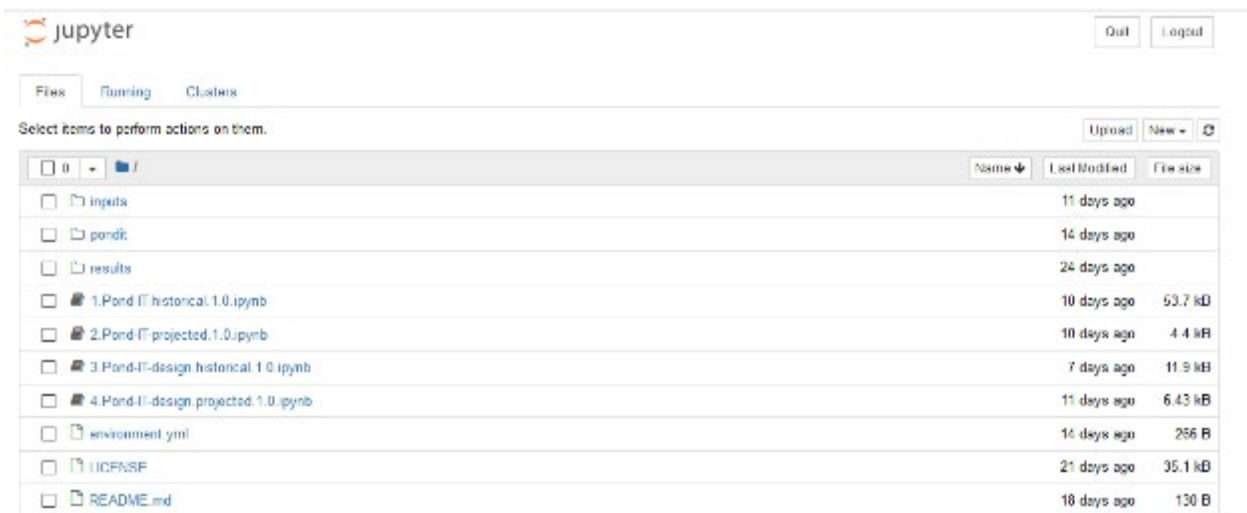 jupyter
Quit Logout
Files Running Clusters
Select items to perform actions on them.
Upload New
0 / Name Last Modified File size
inputs 11 days ago
pondit 14 days ago
results 24 days ago
1.Pond-IT-historical.1.0.ipynb 10 days ago 53.7 kB
2.Pond-IT-projected.1.0.ipynb 10 days ago 4.4 kB
3.Pond-IT-design.historical.1.0.ipynb 7 days ago 11.9 kB
4.Pond-IT-design.projected.1.0.ipynb 11 days ago 6.43 kB
environment.yml 14 days ago 266 B
LICENSE 21 days ago 35.1 kB
README.md 18 days ago 130 B